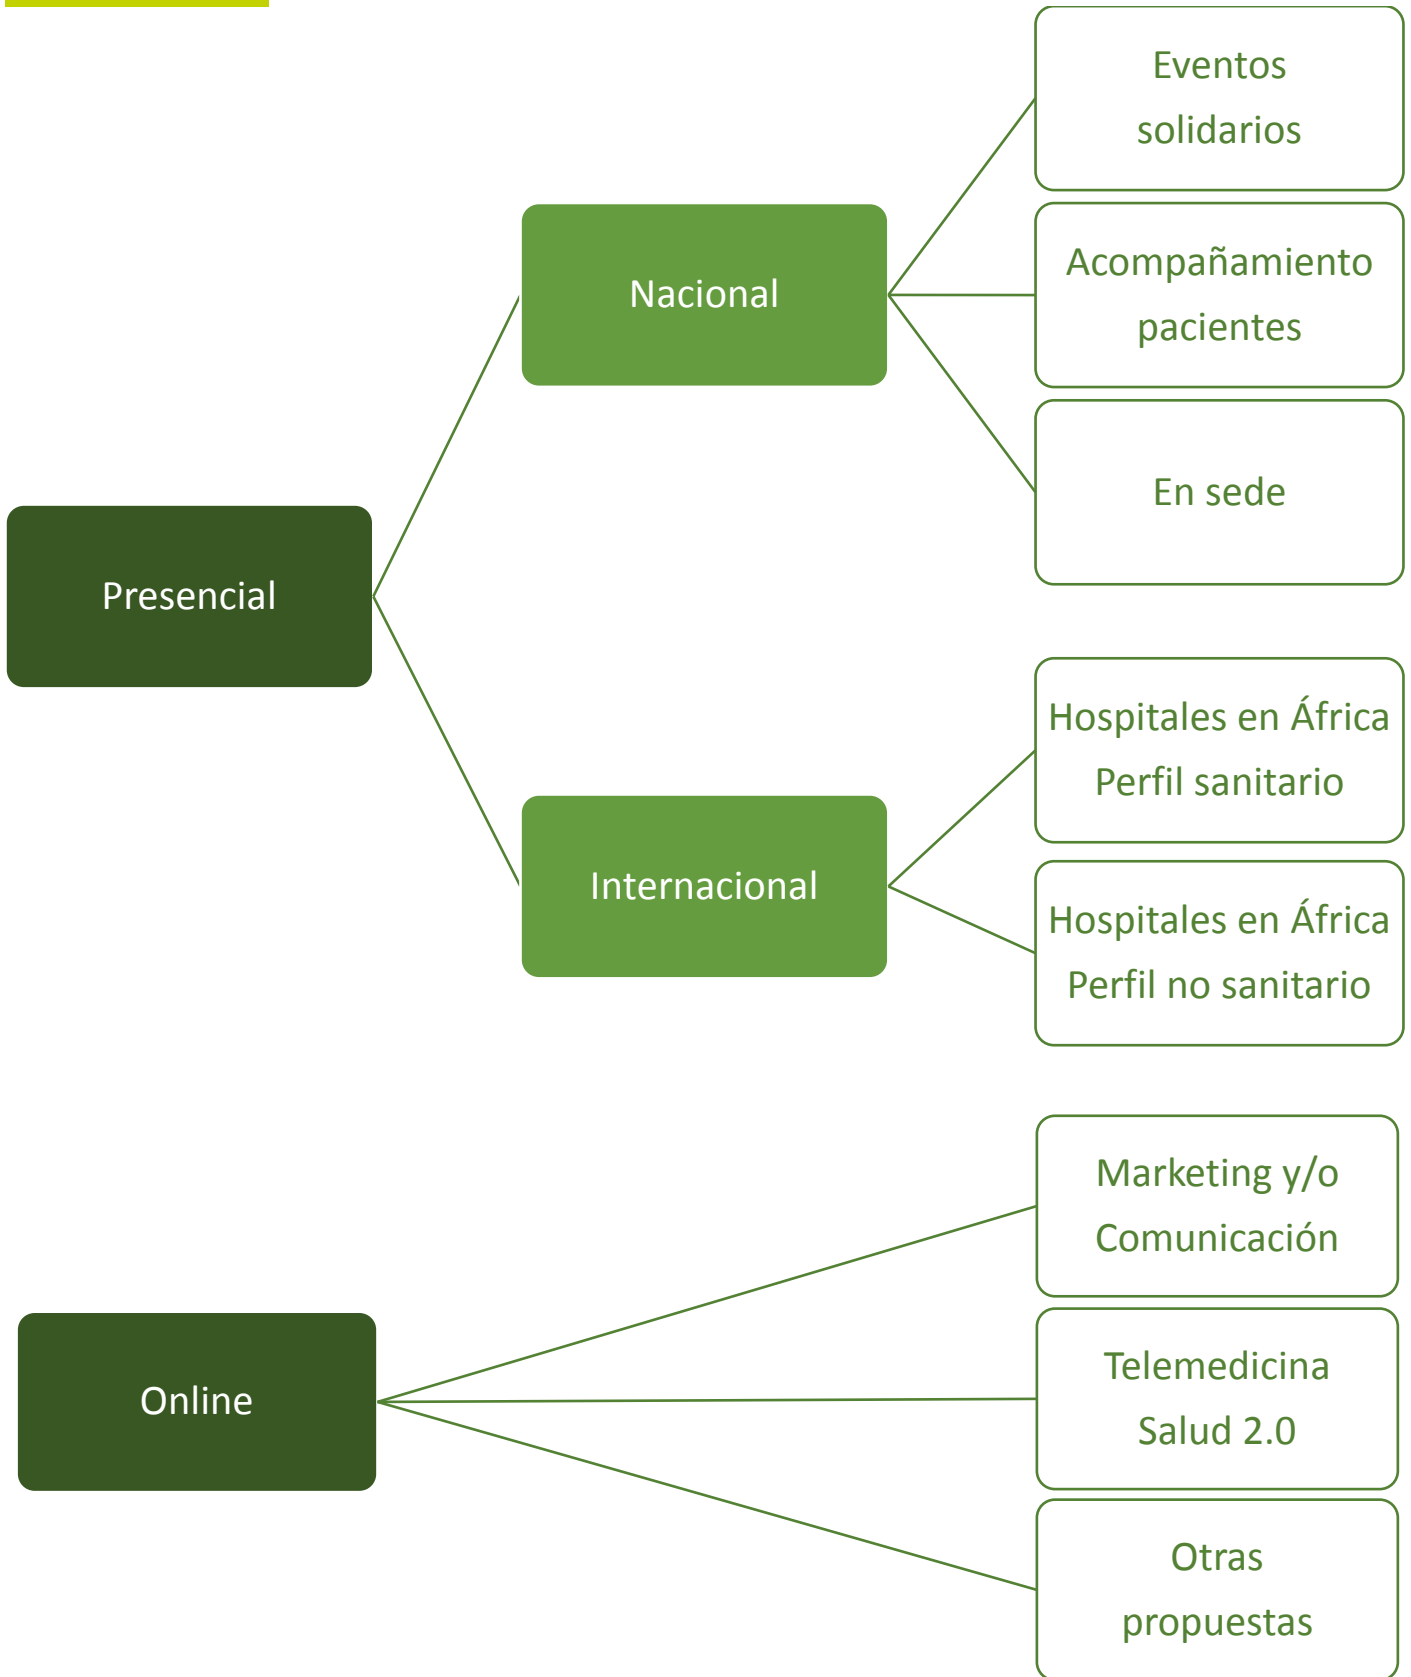 Presencial
Nacional
Eventos
solidarios
Acompañamiento
pacientes
En sede
Internacional
Hospitales en África
Perfil sanitario
Hospitales en África
Perfil no sanitario
Online
Marketing y/o
Comunicación
Telemedicina
Salud 2.0
Otras
propuestas